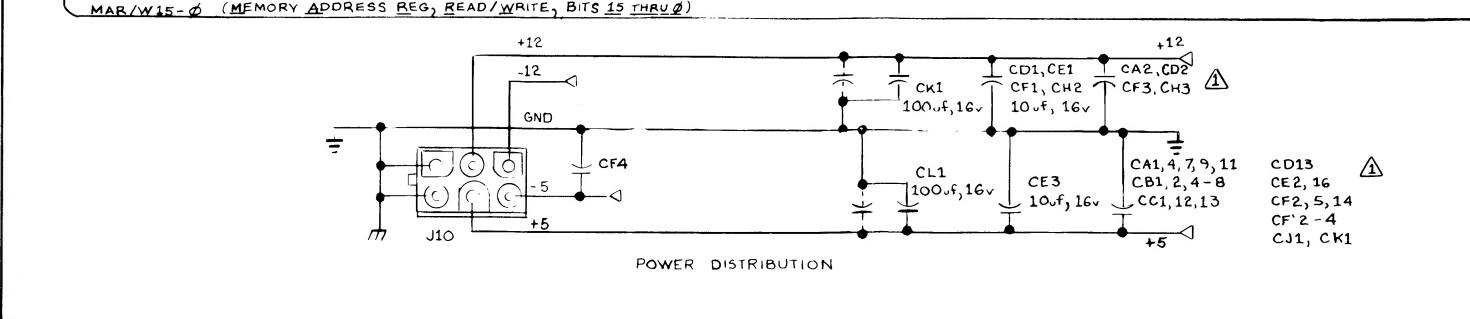 MAR/W15-Ø (MEMORY ADDRESS REG, READ/WRITE, BITS 15 THRU Ø)
+12
+12
-12
CK1
100uf, 16v
CD1, CE1
CF1, CH2
10uf, 16v
CA2, CD2
CF3, CH3
1
GND
CF4
-5
+5
J10
CL1
100uf, 16v
CE3
10uf, 16v
CA1, 4, 7, 9, 11
CB1, 2, 4-8
CC1, 12, 13
CD13
CE2, 16
CF2, 5, 14
CF'2-4
CJ1, CK1
1
+5
POWER DISTRIBUTION